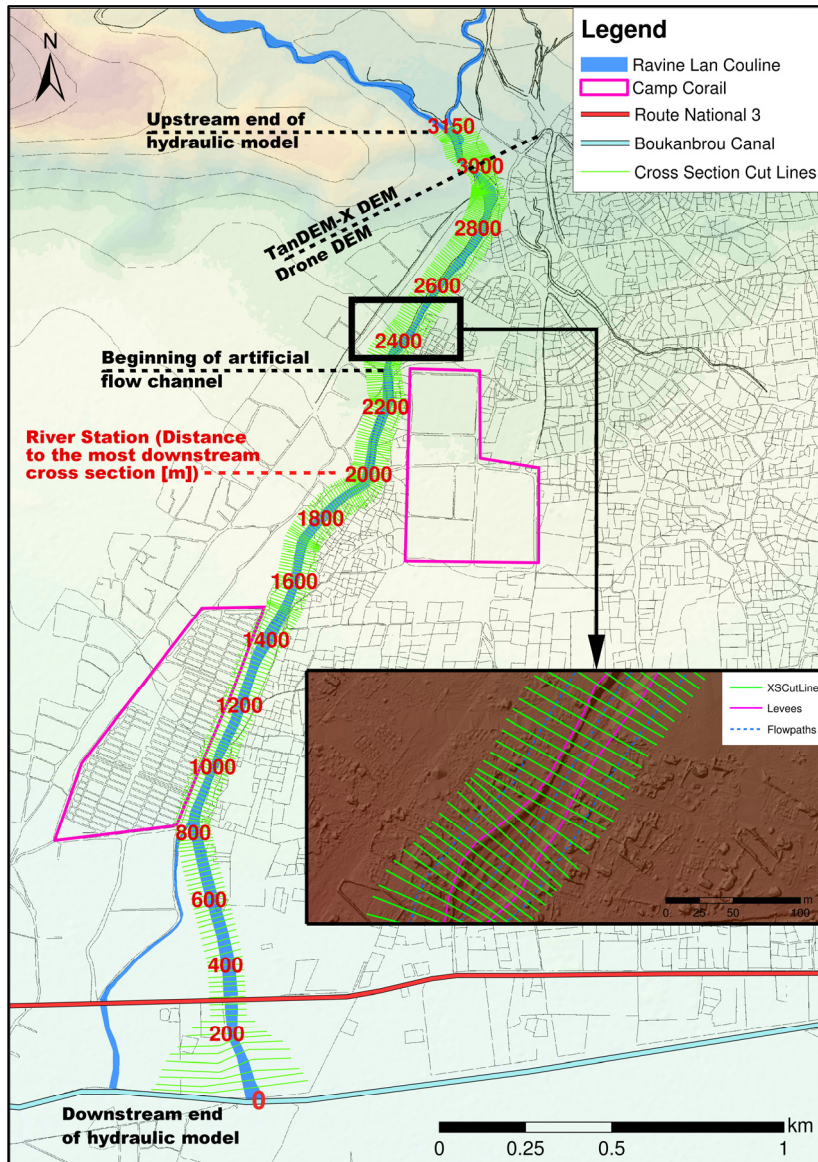 N
Legend
Ravine Lan Couline
Camp Corail
Route National 3
Boukanbrou Canal
Cross Section Cut Lines
Upstream end of
hydraulic model
3150
3000
TanDEM-X DEM
Drone DEM
2800
2600
2400
Beginning of artificial
flow channel
2200
River Station (Distance
to the most downstream
cross section [m])
2000
1800
1600
1400
1200
1000
800
600
400
200
0
XSCutLine
Levees
Flowpaths
m
0 25 50 100
Downstream end
of hydraulic model
km
0 0.25 0.5 1